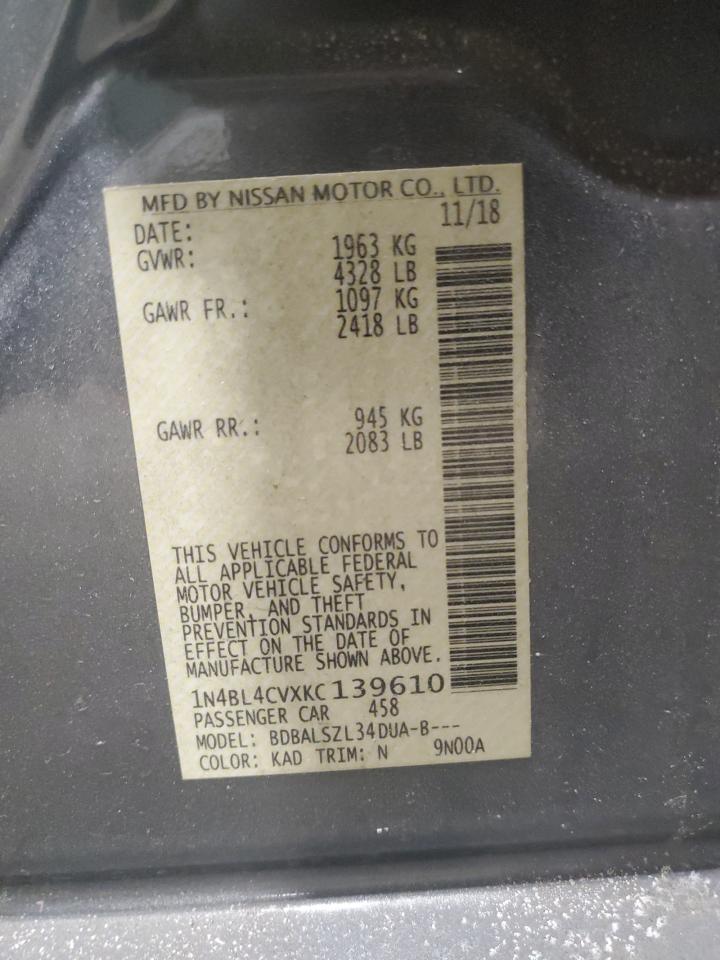 MFD BY NISSAN MOTOR CO., LTD.
DATE: 11/18
GVWR: 1963 KG
4328 LB
GAWR FR.: 1097 KG
2418 LB
GAWR RR.: 945 KG
2083 LB
THIS VEHICLE CONFORMS TO
ALL APPLICABLE FEDERAL
MOTOR VEHICLE SAFETY,
BUMPER, AND THEFT
PREVENTION STANDARDS IN
EFFECT ON THE DATE OF
MANUFACTURE SHOWN ABOVE.
1N4BL4CVXKC139610
PASSENGER CAR 458
MODEL: BDBALSZL34DUA-B---
COLOR: KAD TRIM: N 9N00A